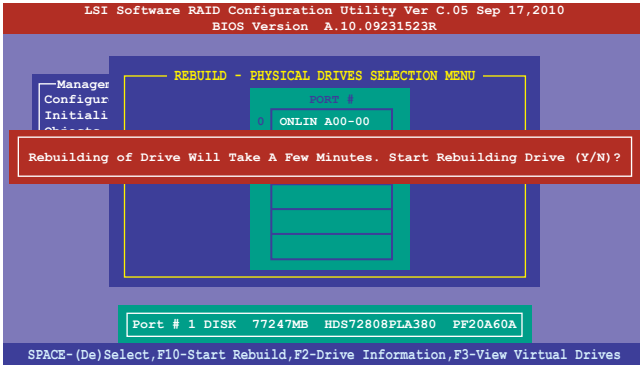 LSI Software RAID Configuration Utility Ver C.05 Sep 17,2010
BIOS Version A.10.09231523R
REBUILD - PHYSICAL DRIVES SELECTION MENU
Managem
Configur
Initiali
PORT #
0 ONLIN A00-00
Rebuilding of Drive Will Take A Few Minutes. Start Rebuilding Drive (Y/N)?
Port # 1 DISK 77247MB HDS72808PLA380 PF20A60A
SPACE-(De)Select,F10-Start Rebuild,F2-Drive Information,F3-View Virtual Drives